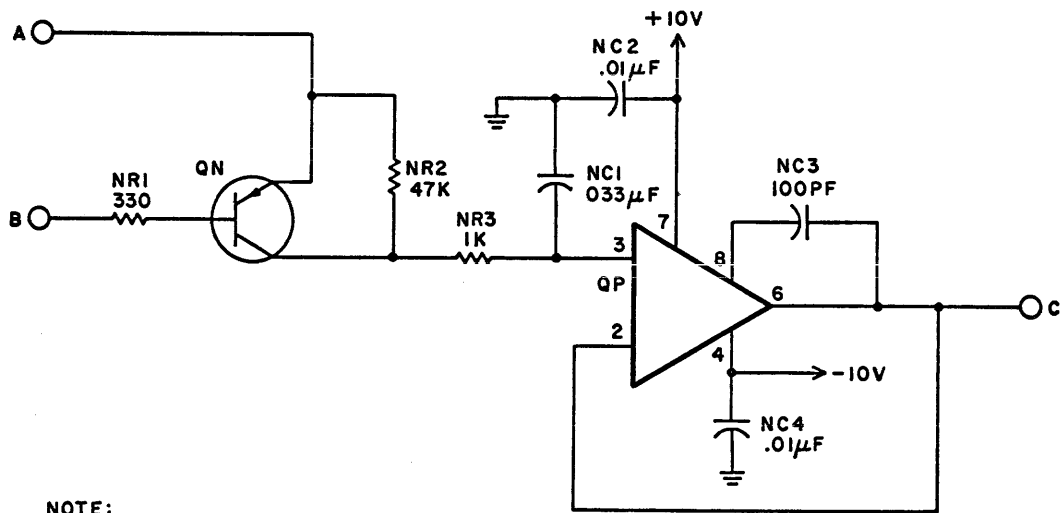 A
+10V
NC2
.01µF
QN
NR1
330
NR2
47K
NC1
033µF
NC3
100PF
B
NR3
1K
7
3
8
QP
6
C
2
4
-10V
NC4
.01µF
NOTE: